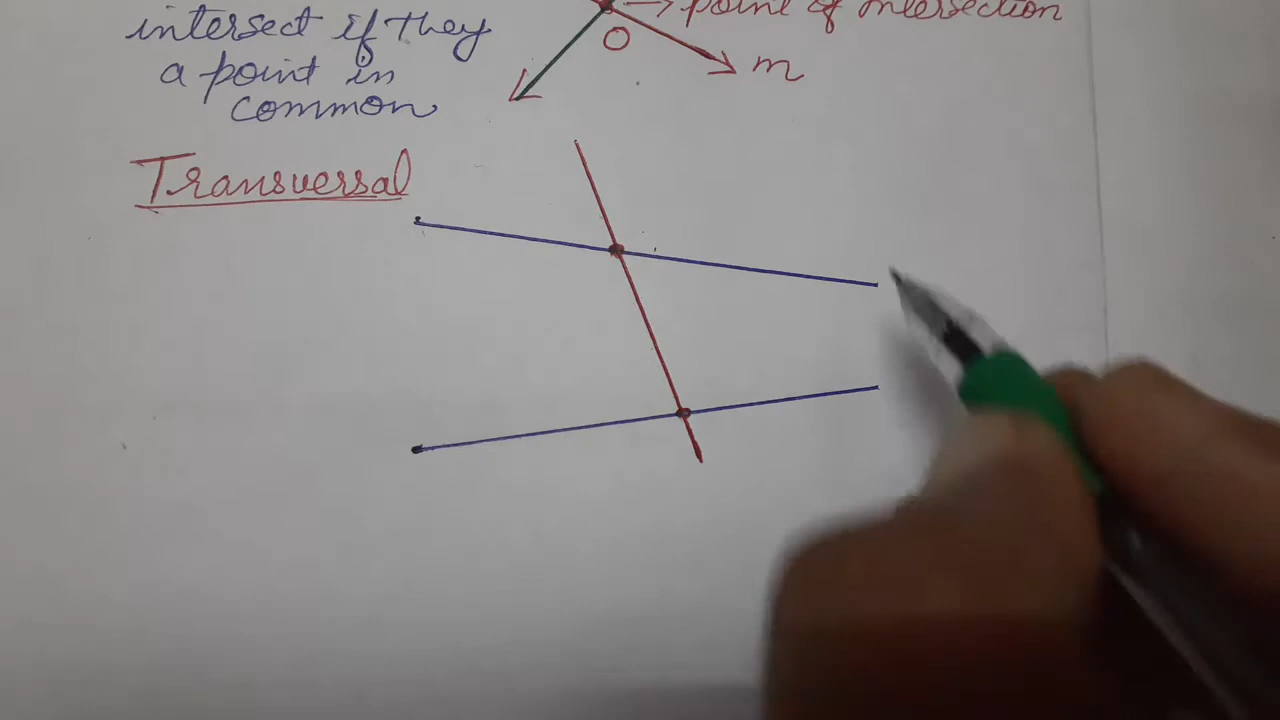 intersect if they
→ point of intersection
a point in
O
m
common
Transversal